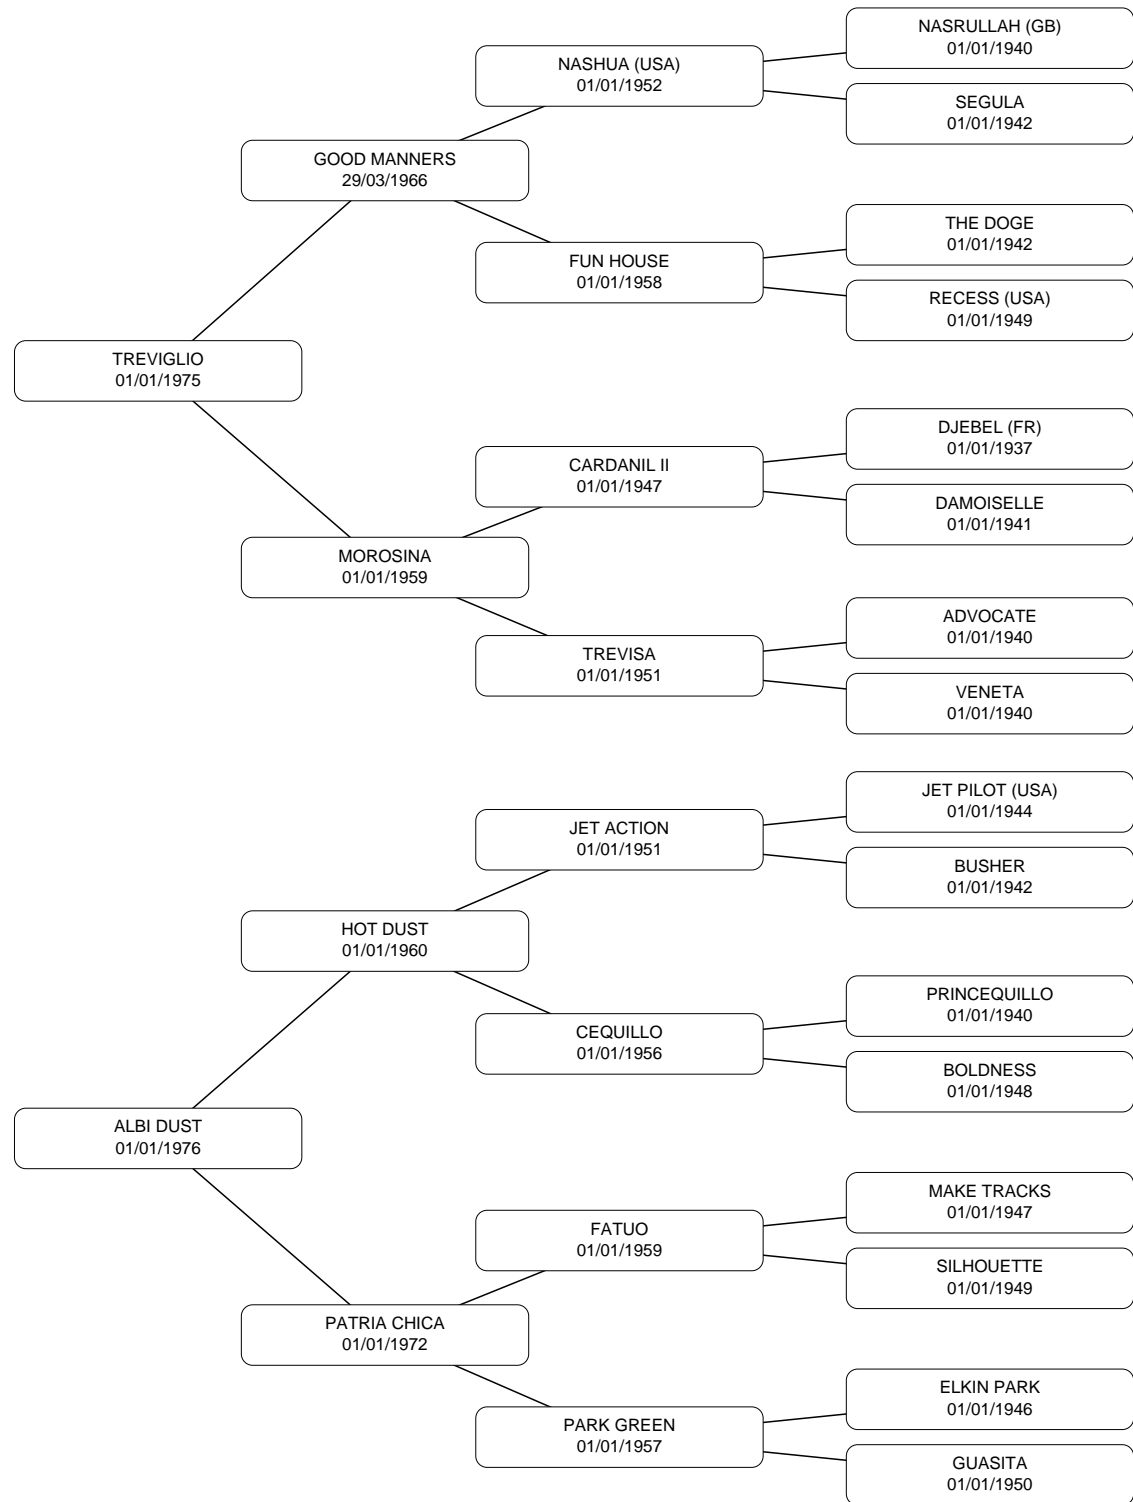 NASRULLAH (GB)
01/01/1940
NASHUA (USA)
01/01/1952
SEGULA
01/01/1942
GOOD MANNERS
29/03/1966
THE DOGE
01/01/1942
FUN HOUSE
01/01/1958
RECESS (USA)
01/01/1949
TREVIGLIO
01/01/1975
DJEBEL (FR)
01/01/1937
CARDANIL II
01/01/1947
DAMOISELLE
01/01/1941
MOROSINA
01/01/1959
ADVOCATE
01/01/1940
TREVISA
01/01/1951
VENETA
01/01/1940
JET PILOT (USA)
01/01/1944
JET ACTION
01/01/1951
BUSHER
01/01/1942
HOT DUST
01/01/1960
PRINCEQUILLO
01/01/1940
CEQUILLO
01/01/1956
BOLDNESS
01/01/1948
ALBI DUST
01/01/1976
MAKE TRACKS
01/01/1947
FATUO
01/01/1959
SILHOUETTE
01/01/1949
PATRIA CHICA
01/01/1972
ELKIN PARK
01/01/1946
PARK GREEN
01/01/1957
GUASITA
01/01/1950